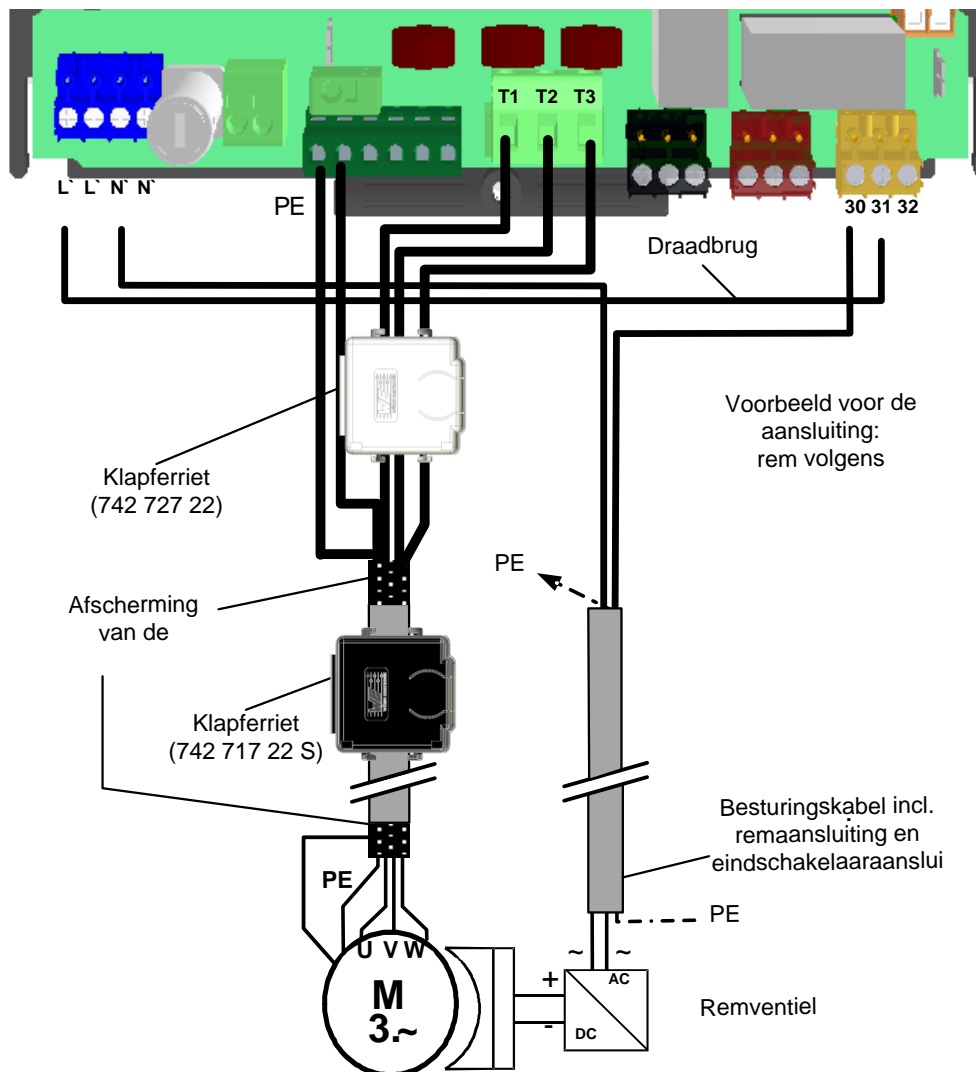 T1 T2 T3
L` L` N` N`
PE
30 31 32
Draadbrug
Voorbeeld voor de
aansluiting:
rem volgens
Klapferriet
(742 727 22)
PE
Afscherming
van de
Klapferriet
(742 717 22 S)
Besturingskabel incl.
remaansluiting en
eindschakelaaraanslui
PE
PE
U V W
~ ~
AC
+
M
3.~
-
DC
Remventiel